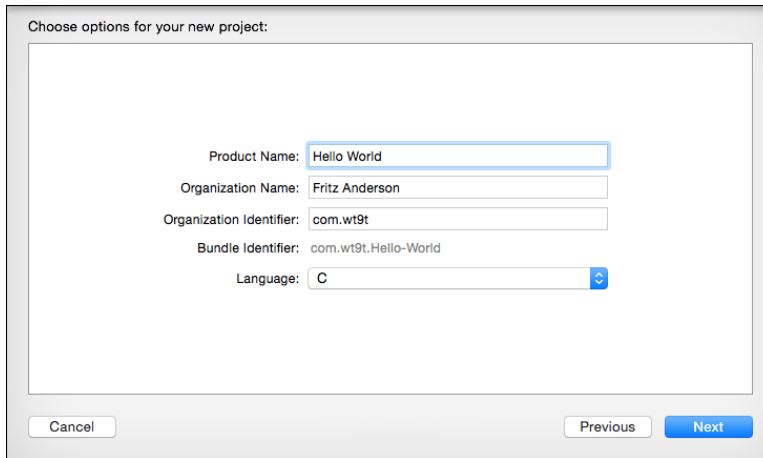 Choose options for your new project:
Product Name: Hello World
Organization Name: Fritz Anderson
Organization Identifier: com.wt9t
Bundle Identifier: com.wt9t.Hello-World
Language: C
Cancel Previous Next